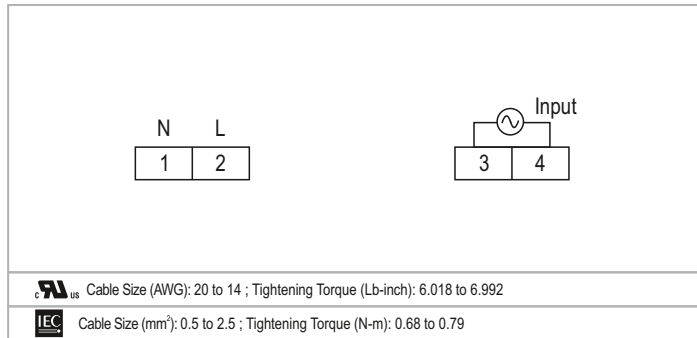 N L
1 2
Input
3 4
c RU us Cable Size (AWG): 20 to 14 ; Tightening Torque (Lb-inch): 6.018 to 6.992
IEC Cable Size (mm²): 0.5 to 2.5 ; Tightening Torque (N-m): 0.68 to 0.79